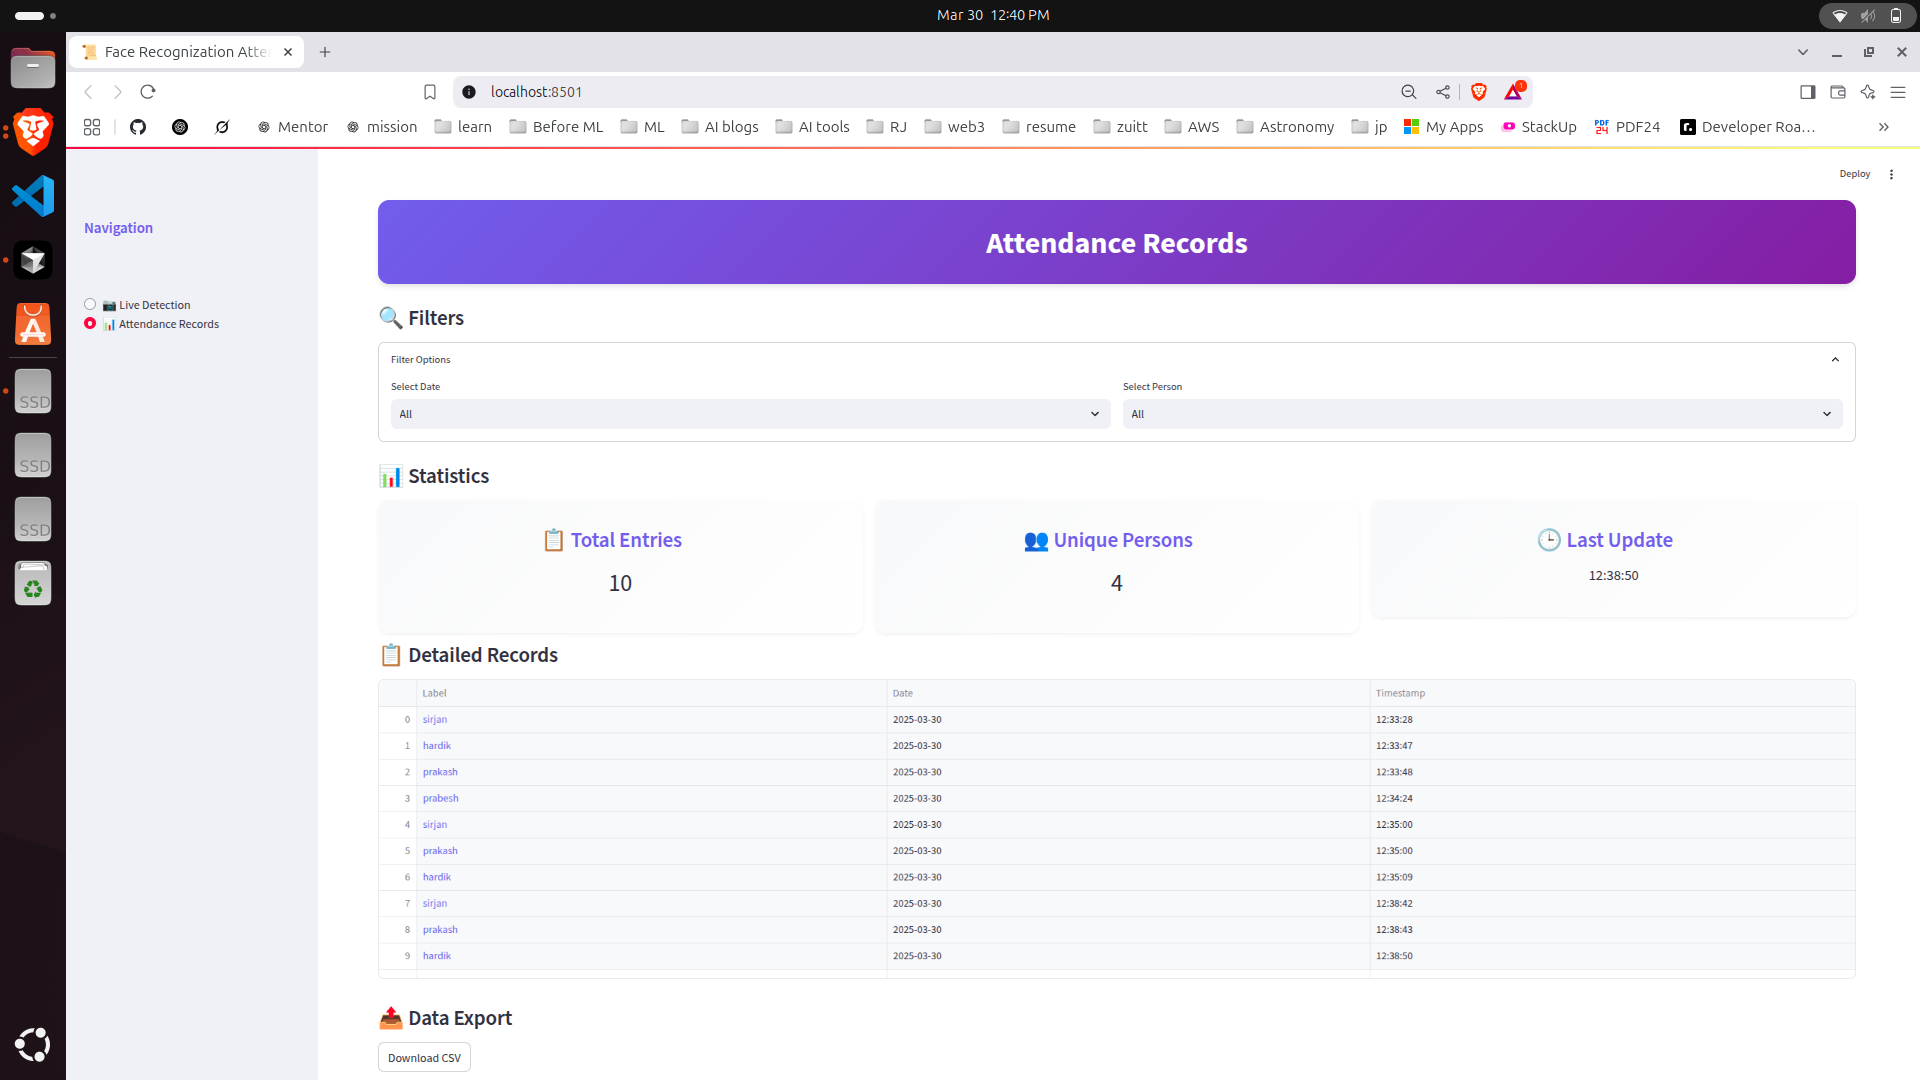 Mar 30 12:40 PM
Face Recognization Atte
localhost:8501
1
Mentor mission learn Before ML ML AI blogs AI tools RJ web3 resume zuitt AWS Astronomy jp My Apps StackUp PDF24 Developer Roa…
Deploy
Navigation
Live Detection
Attendance Records
Attendance Records
Filters
Filter Options
Select Date Select Person
All All
Statistics
Total Entries Unique Persons Last Update
10 4 12:38:50
Detailed Records
Label Date Timestamp
0 sirjan 2025-03-30 12:33:28
1 hardik 2025-03-30 12:33:47
2 prakash 2025-03-30 12:33:48
3 prabesh 2025-03-30 12:34:24
4 sirjan 2025-03-30 12:35:00
5 prakash 2025-03-30 12:35:00
6 hardik 2025-03-30 12:35:09
7 sirjan 2025-03-30 12:38:42
8 prakash 2025-03-30 12:38:43
9 hardik 2025-03-30 12:38:50
Data Export
Download CSV
SSD
SSD
SSD